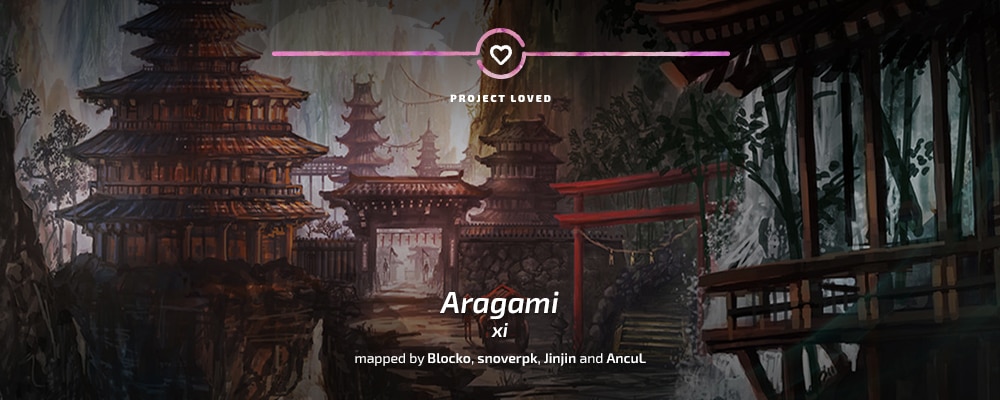 PROJECT LOVED
Aragami
xi
mapped by Blocko, snoverpk, Jinjin and AncuL